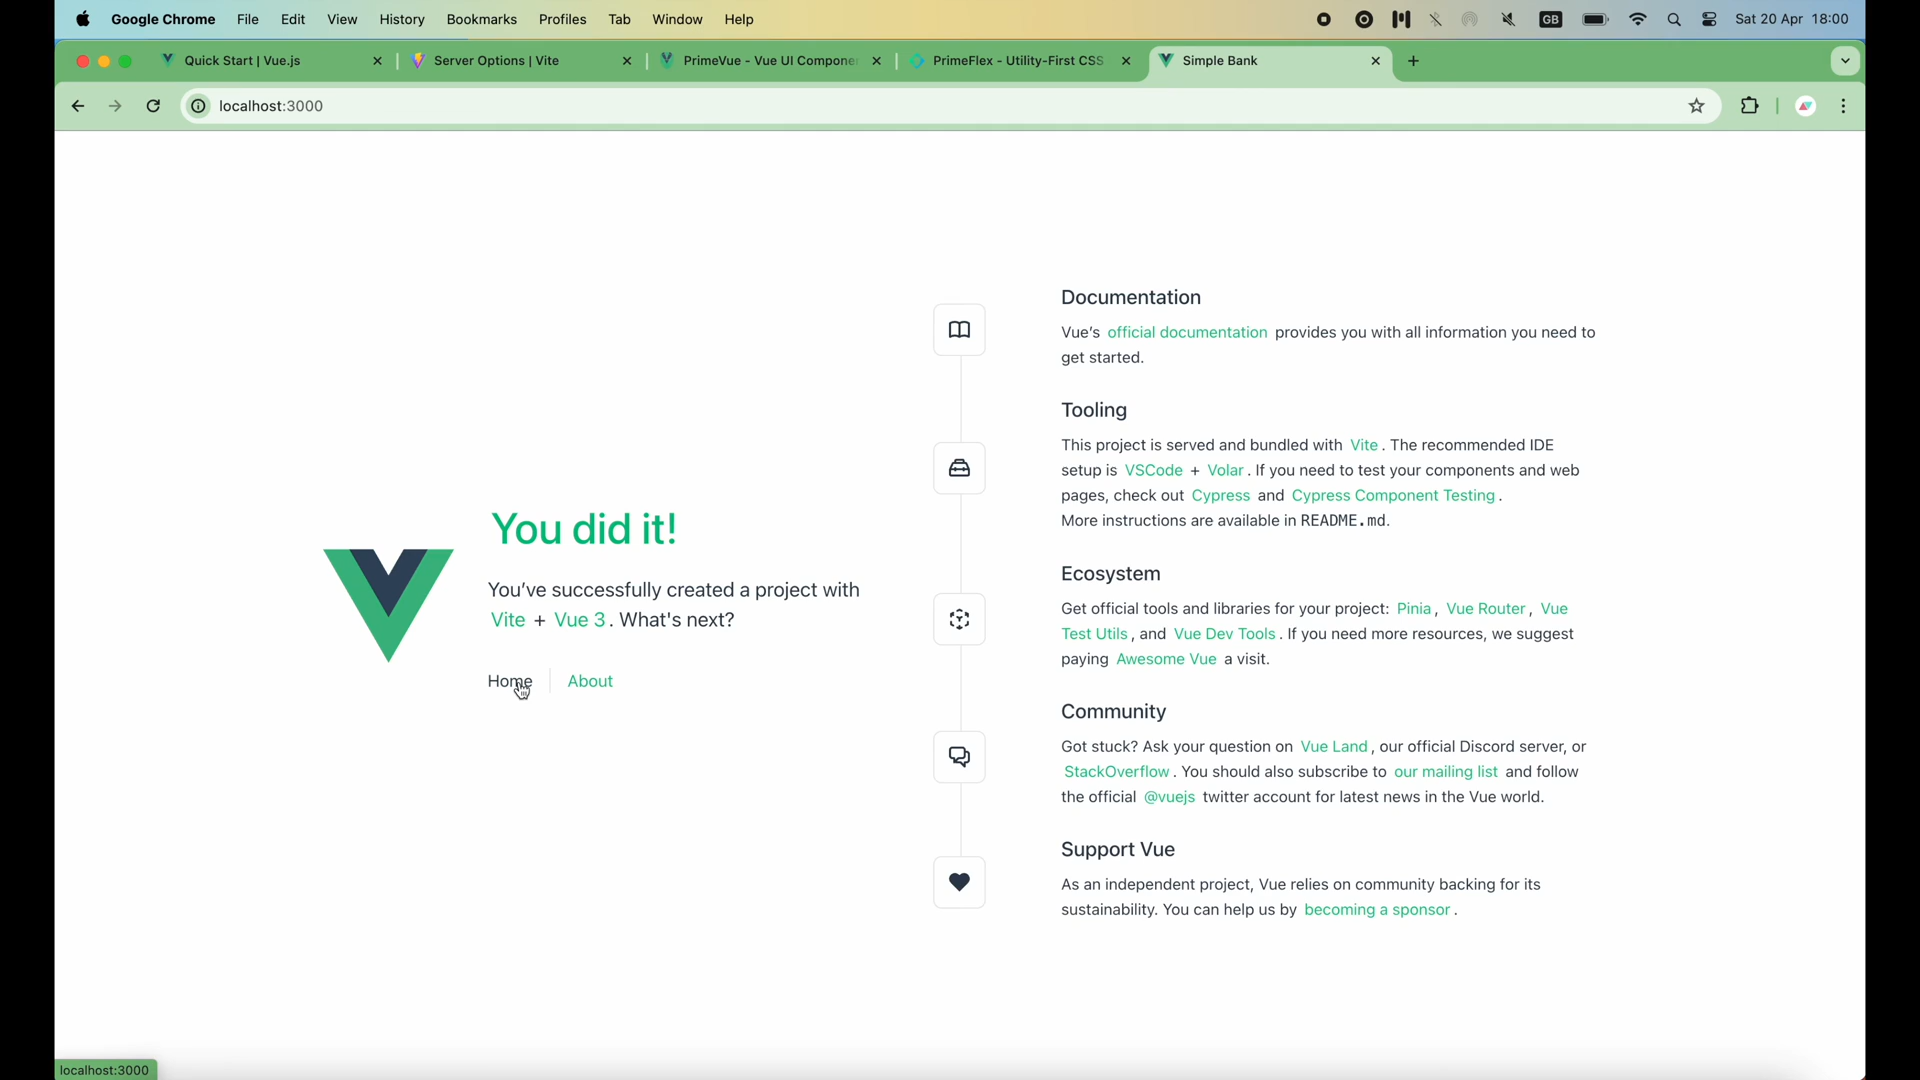 Google Chrome File Edit View History Bookmarks Profiles Tab Window Help GB Sat 20 Apr 18:00
Quick Start | Vue.js Server Options | Vite PrimeVue - Vue UI Componen PrimeFlex - Utility-First CSS Simple Bank
localhost:3000
Documentation
Vue's official documentation provides you with all information you need to
get started.
Tooling
This project is served and bundled with Vite. The recommended IDE
setup is VSCode + Volar. If you need to test your components and web
pages, check out Cypress and Cypress Component Testing.
More instructions are available in README.md.
You did it!
You've successfully created a project with
Vite + Vue 3. What's next?
Home About
Ecosystem
Get official tools and libraries for your project: Pinia, Vue Router, Vue
Test Utils, and Vue Dev Tools. If you need more resources, we suggest
paying Awesome Vue a visit.
Community
Got stuck? Ask your question on Vue Land, our official Discord server, or
StackOverflow. You should also subscribe to our mailing list and follow
the official @vuejs twitter account for latest news in the Vue world.
Support Vue
As an independent project, Vue relies on community backing for its
sustainability. You can help us by becoming a sponsor.
localhost:3000